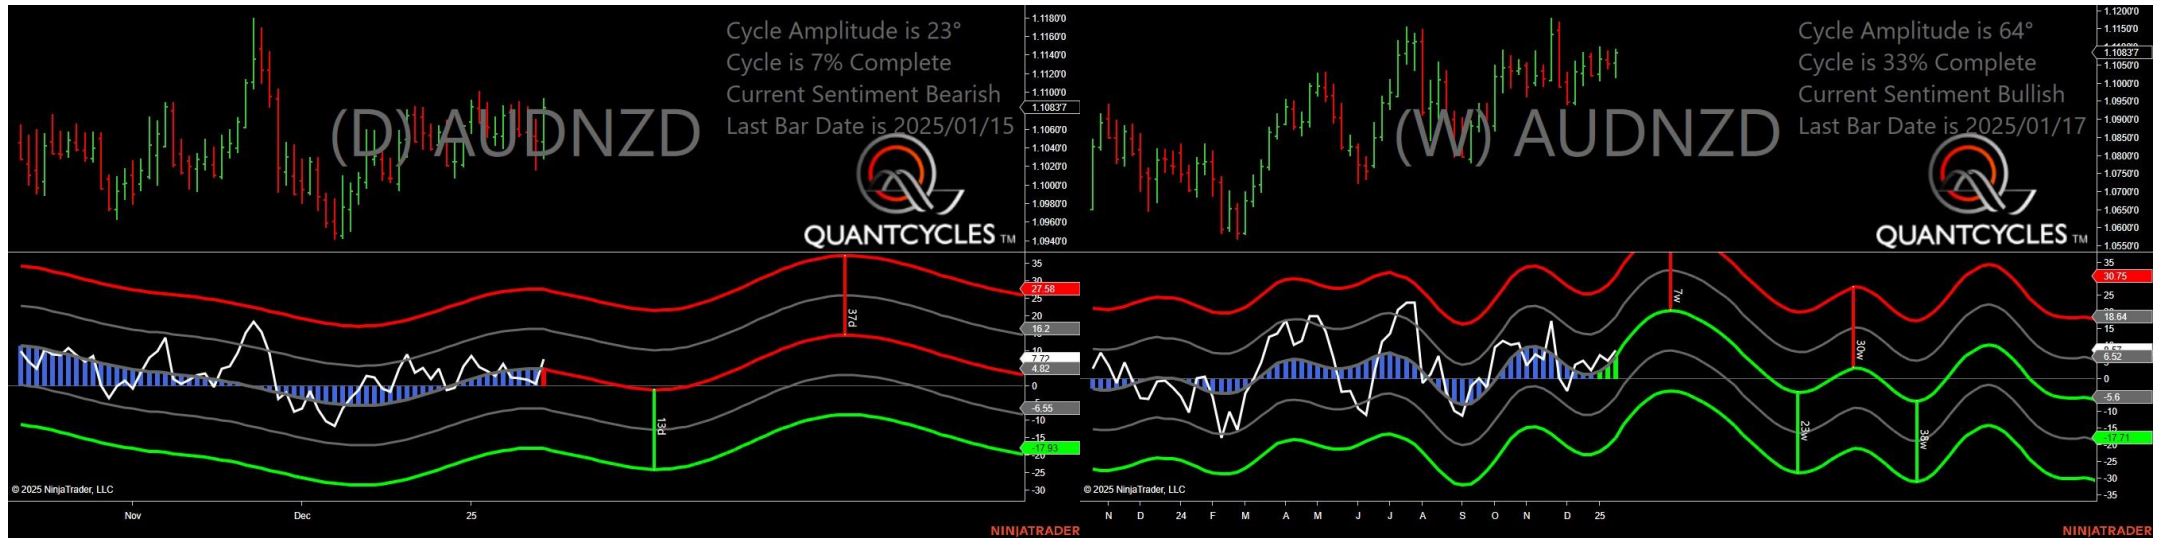 Cycle Amplitude is 23°
Cycle is 7% Complete
Current Sentiment Bearish
Last Bar Date is 2025/01/15
(D) AUDNZD
QUANTCYCLES TM
1.1180'0
1.1160'0
1.1140'0
1.1120'0
1.1100'0
1.1083'7
1.1060'0
1.1040'0
1.1020'0
1.1000'0
1.0980'0
1.0960'0
1.0940'0
35
27.58
25
20
16.2
10
7.72
4.82
0
-6.55
-10
-15
-17.93
-20
-25
-30
37d
13d
© 2025 NinjaTrader, LLC
Nov
Dec
25
NINJATRADER
Cycle Amplitude is 64°
Cycle is 33% Complete
Current Sentiment Bullish
Last Bar Date is 2025/01/17
(W) AUDNZD
QUANTCYCLES TM
1.1200'0
1.1150'0
1.1083'7
1.1050'0
1.1000'0
1.0950'0
1.0900'0
1.0850'0
1.0800'0
1.0750'0
1.0700'0
1.0650'0
1.0600'0
1.0550'0
35
30.75
25
18.64
15
6.52
0
-5.6
-10
-15
-17.71
-25
-30
-35
7w
30w
23w
38w
© 2025 NinjaTrader, LLC
N D 24 F M A M J J A S O N D 25
NINJATRADER